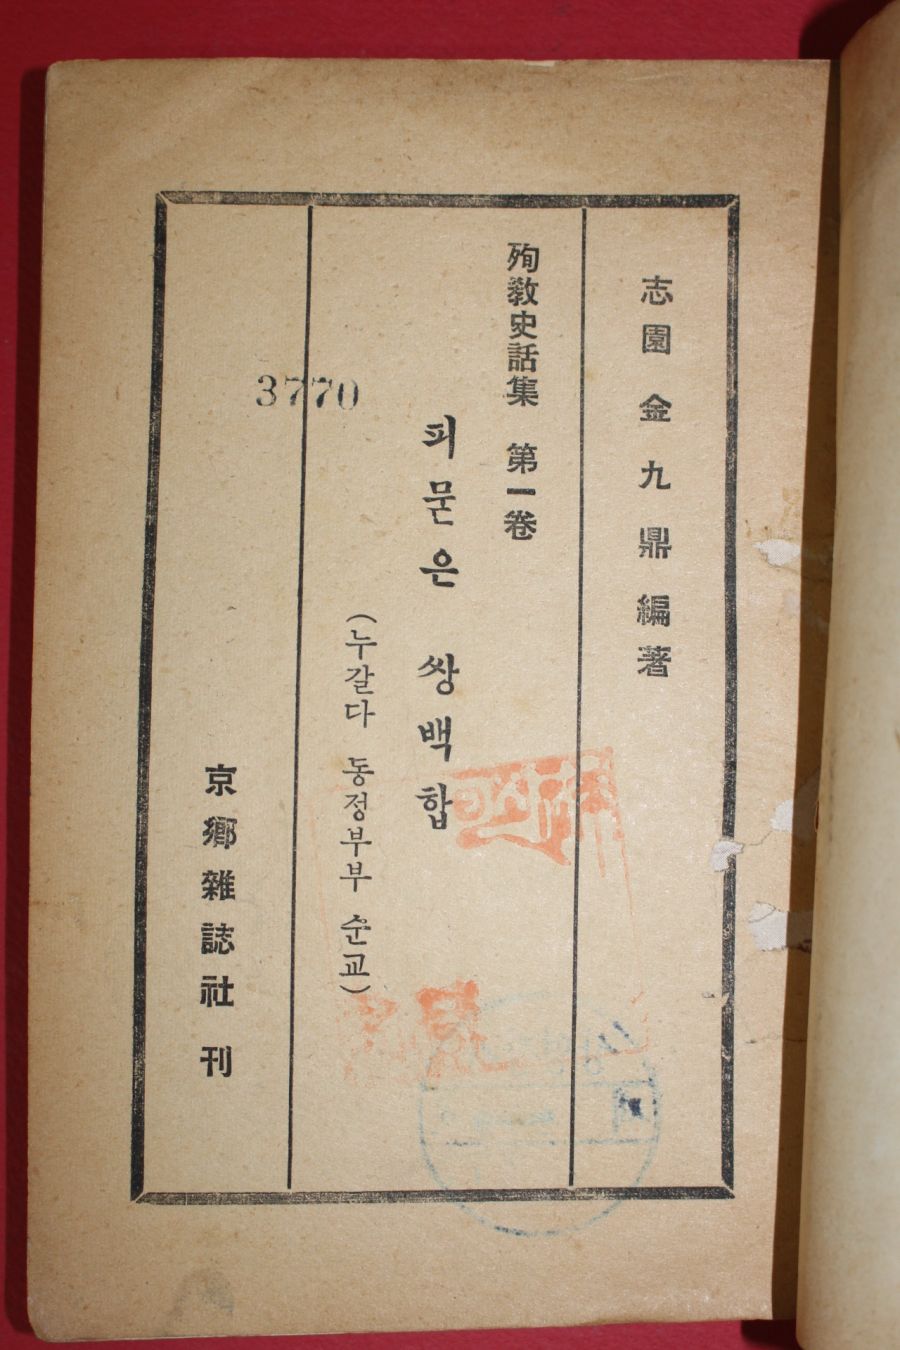 志園 金九鼎 編著
殉敎史話集 第一卷
피묻은 쌍백합
(누갈다 동정부부 순교)
3770
京鄕雜誌社 刊